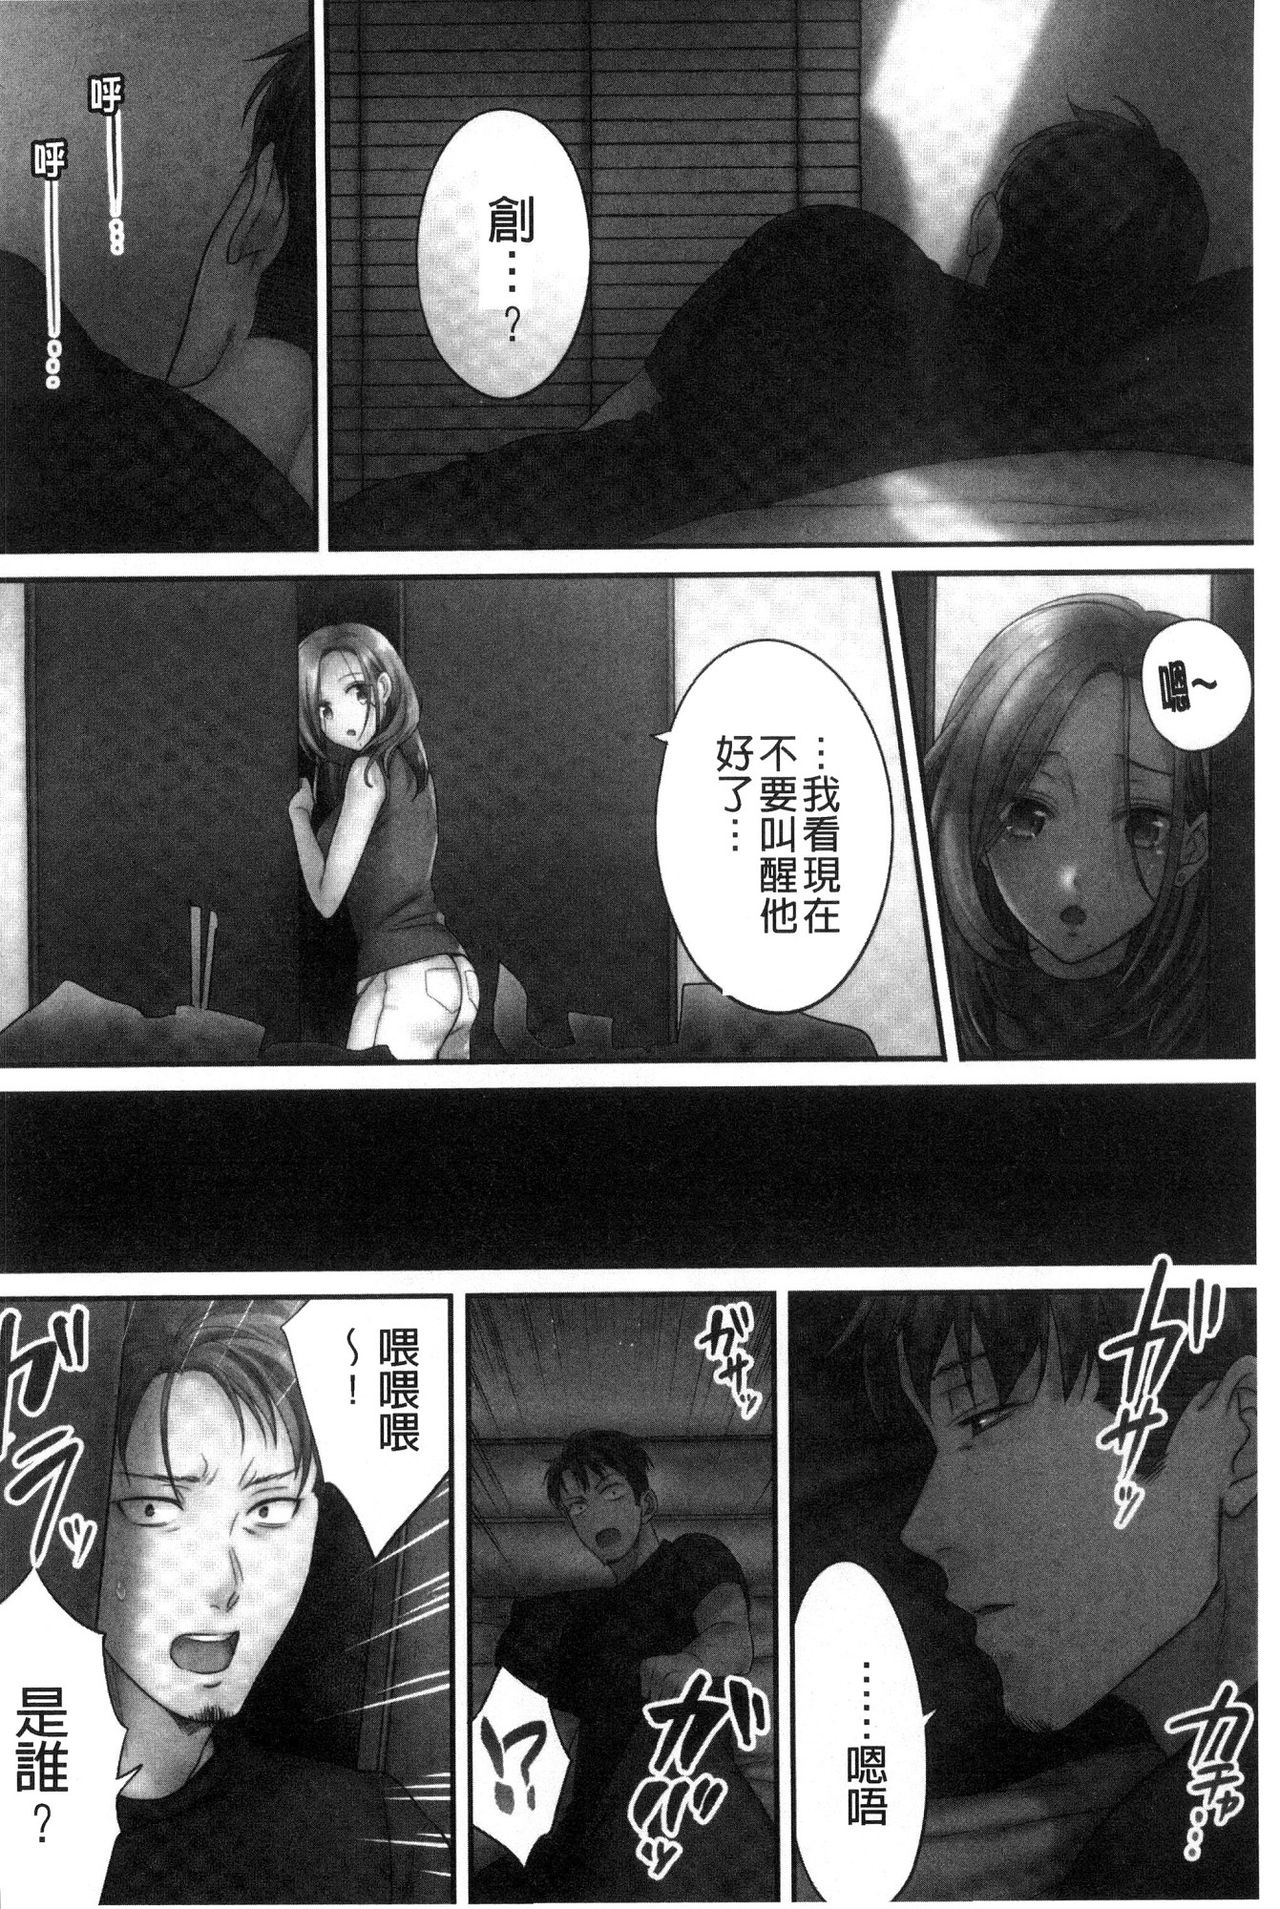 創…？
呼──…
呼──…
嗯～
…我看現在
不要叫醒他
好了…
ガサッ
カチャ…
……嗯唔
ガサッ
ガラッ
!?
喂喂喂
～！
ガラッ
是誰？